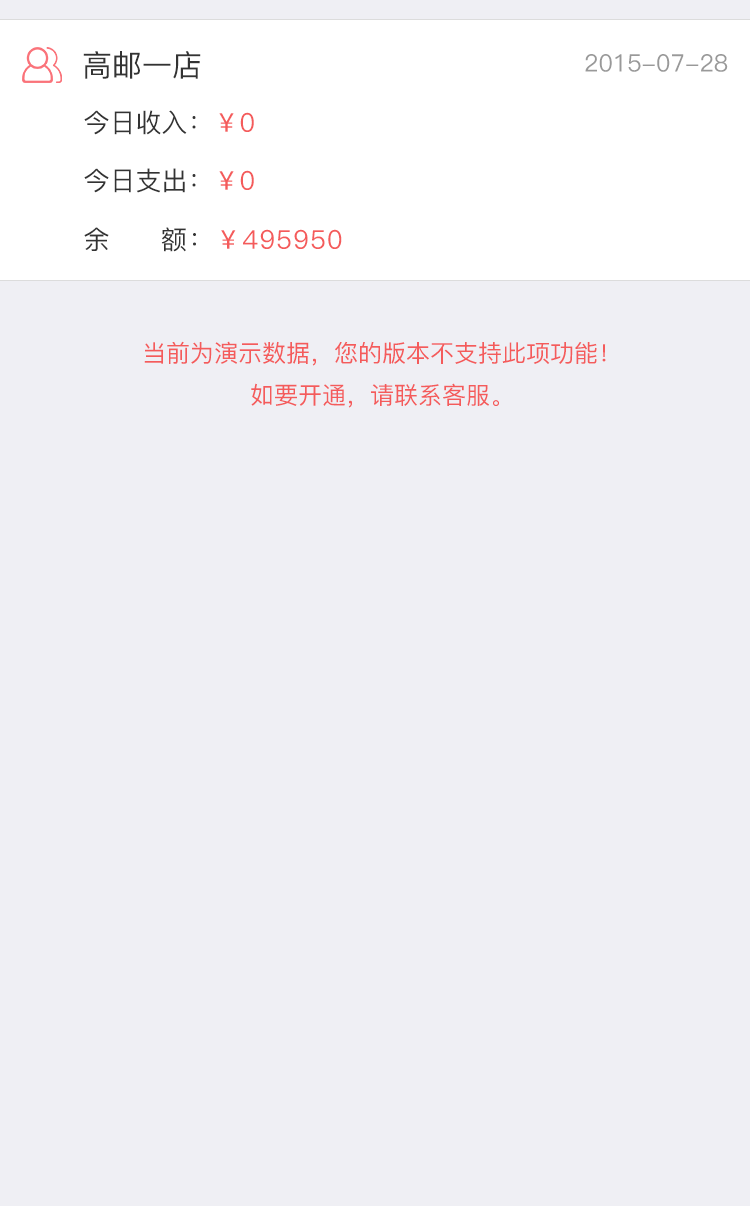 高邮一店 2015-07-28
今日收入：¥0
今日支出：¥0
余 额：¥495950
当前为演示数据，您的版本不支持此项功能！
如要开通，请联系客服。